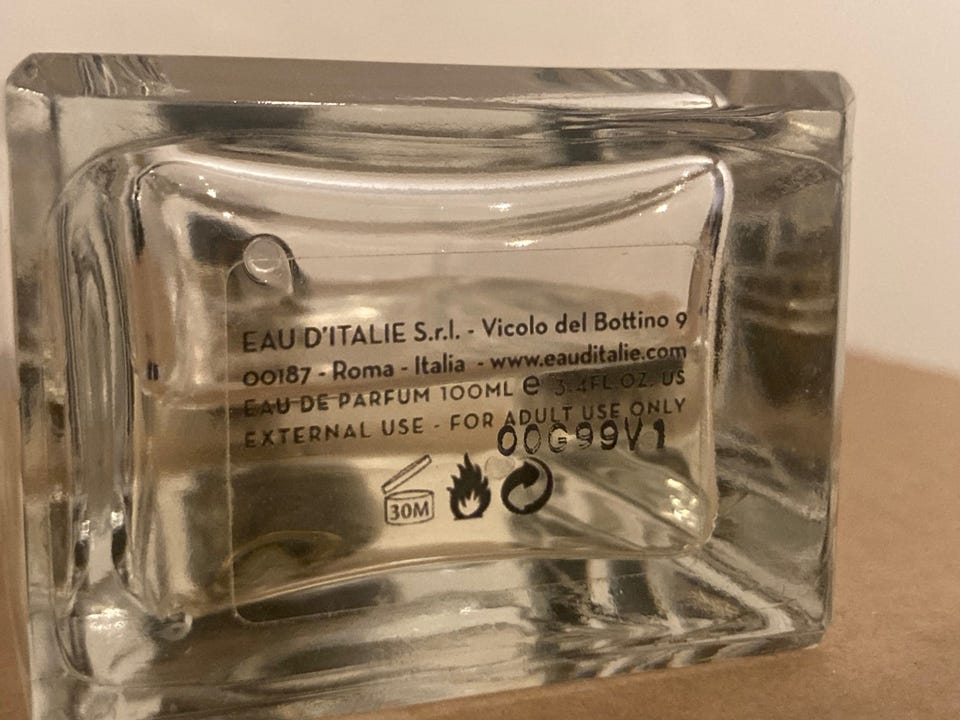 EAU D'ITALIE S.r.l. - Vicolo del Bottino 9
00187 - Roma - Italia - www.eauditalie.com
EAU DE PARFUM 100ML e 3.4FL.OZ. US
EXTERNAL USE - FOR ADULT USE ONLY
00G99V1
30M